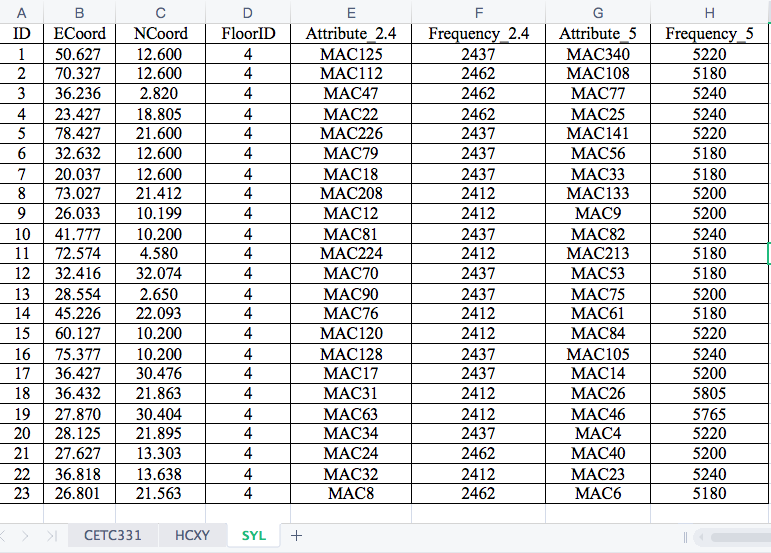 A B C D E F G H
ID ECoord NCoord FloorID Attribute_2.4 Frequency_2.4 Attribute_5 Frequency_5
1 50.627 12.600 4 MAC125 2437 MAC340 5220
2 70.327 12.600 4 MAC112 2462 MAC108 5180
3 36.236 2.820 4 MAC47 2462 MAC77 5240
4 23.427 18.805 4 MAC22 2462 MAC25 5240
5 78.427 21.600 4 MAC226 2437 MAC141 5220
6 32.632 12.600 4 MAC79 2437 MAC56 5180
7 20.037 12.600 4 MAC18 2437 MAC33 5180
8 73.027 21.412 4 MAC208 2412 MAC133 5200
9 26.033 10.199 4 MAC12 2412 MAC9 5200
10 41.777 10.200 4 MAC81 2437 MAC82 5240
11 72.574 4.580 4 MAC224 2412 MAC213 5180
12 32.416 32.074 4 MAC70 2437 MAC53 5180
13 28.554 2.650 4 MAC90 2437 MAC75 5200
14 45.226 22.093 4 MAC76 2412 MAC61 5180
15 60.127 10.200 4 MAC120 2412 MAC84 5220
16 75.377 10.200 4 MAC128 2437 MAC105 5240
17 36.427 30.476 4 MAC17 2437 MAC14 5200
18 36.432 21.863 4 MAC31 2412 MAC26 5805
19 27.870 30.404 4 MAC63 2412 MAC46 5765
20 28.125 21.895 4 MAC34 2437 MAC4 5220
21 27.627 13.303 4 MAC24 2462 MAC40 5200
22 36.818 13.638 4 MAC32 2412 MAC23 5240
23 26.801 21.563 4 MAC8 2462 MAC6 5180
CETC331 HCXY SYL +